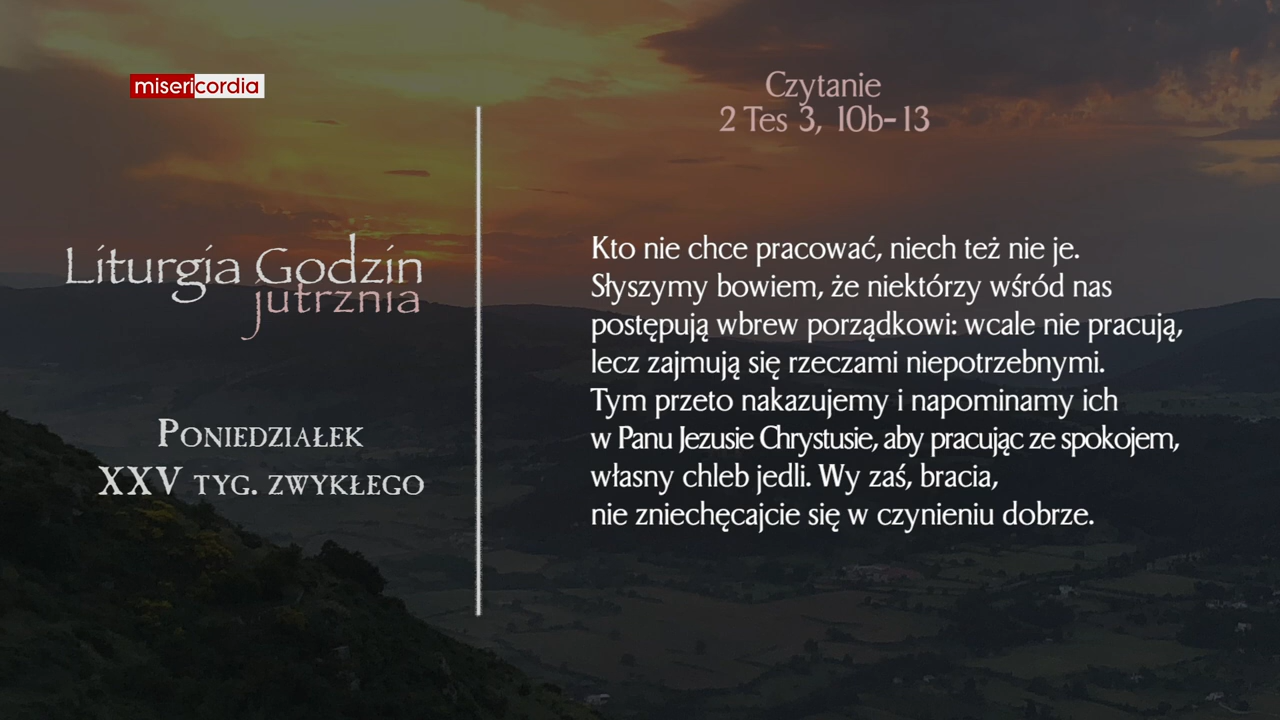 misericordia
Liturgia Godzin
jutrznia
Poniedziałek
XXV tyg. zwykłego
Czytanie
2 Tes 3, 10b-13
Kto nie chce pracować, niech też nie je.
Słyszymy bowiem, że niektórzy wśród nas
postępują wbrew porządkowi: wcale nie pracują,
lecz zajmują się rzeczami niepotrzebnymi.
Tym przeto nakazujemy i napominamy ich
w Panu Jezusie Chrystusie, aby pracując ze spokojem,
własny chleb jedli. Wy zaś, bracia,
nie zniechęcajcie się w czynieniu dobrze.